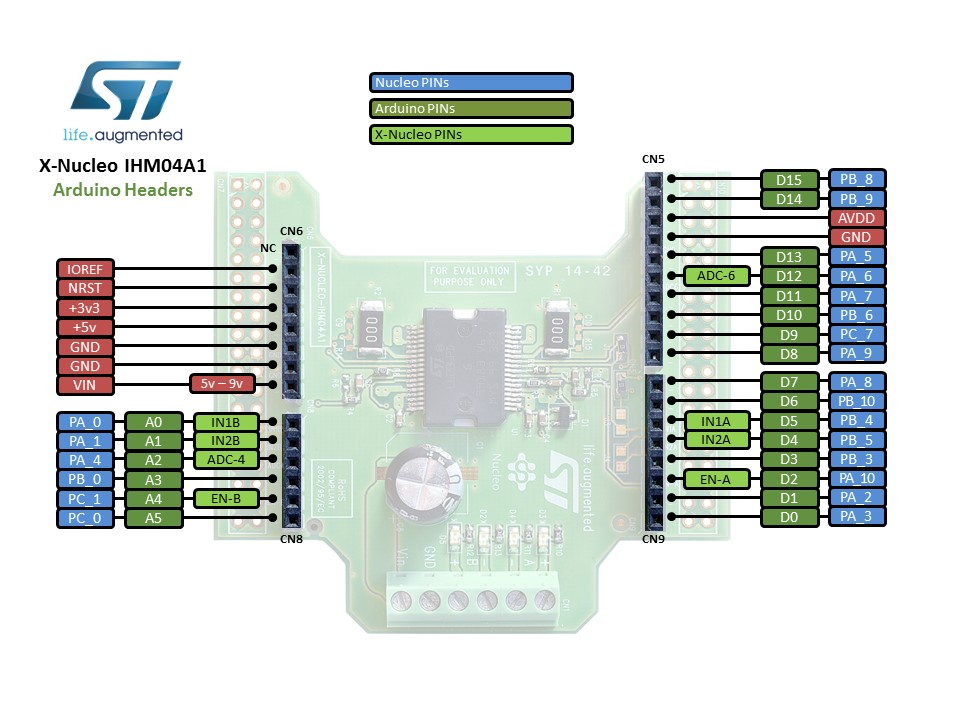 ST
life.augmented
X-Nucleo IHM04A1
Arduino Headers
Nucleo PINs
Arduino PINs
X-Nucleo PINs
CN6
NC
IOREF
NRST
+3v3
+5v
GND
GND
VIN 5v – 9v
PA_0 A0 IN1B
PA_1 A1 IN2B
PA_4 A2 ADC-4
PB_0 A3
PC_1 A4 EN-B
PC_0 A5
CN8
CN5
D15 PB_8
D14 PB_9
AVDD
GND
D13 PA_5
ADC-6 D12 PA_6
D11 PA_7
D10 PB_6
D9 PC_7
D8 PA_9
D7 PA_8
D6 PB_10
IN1A D5 PB_4
IN2A D4 PB_5
D3 PB_3
EN-A D2 PA_10
D1 PA_2
D0 PA_3
CN9
FOR EVALUATION
PURPOSE ONLY
SYP 14-42
X-NUCLEO-IHM04A1
000
000
RoHS
COMPLIANT
2002/95/EC
Nucleo
ST
life.augmented
Vin
GND
- B +
- A +